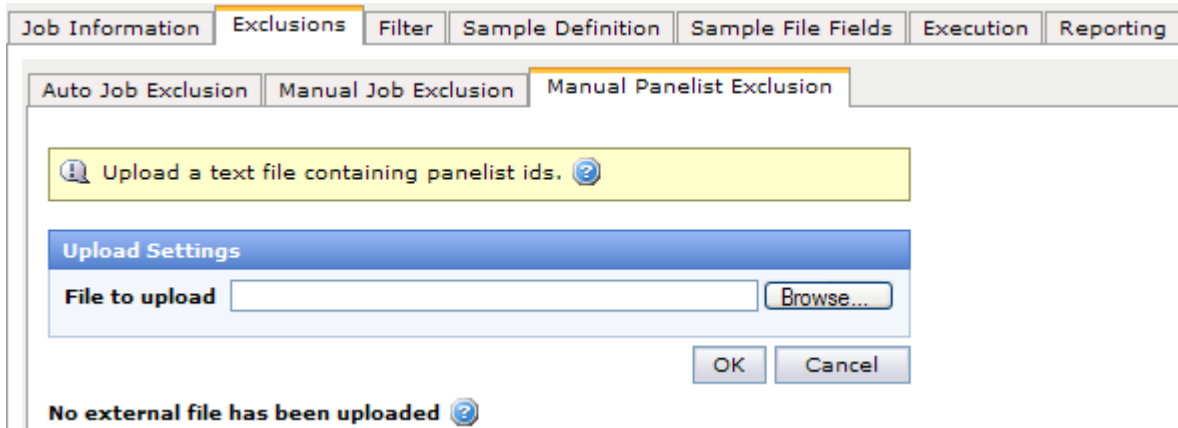 Job Information Exclusions Filter Sample Definition Sample File Fields Execution Reporting
Auto Job Exclusion Manual Job Exclusion Manual Panelist Exclusion
Upload a text file containing panelist ids.
Upload Settings
File to upload Browse...
OK Cancel
No external file has been uploaded